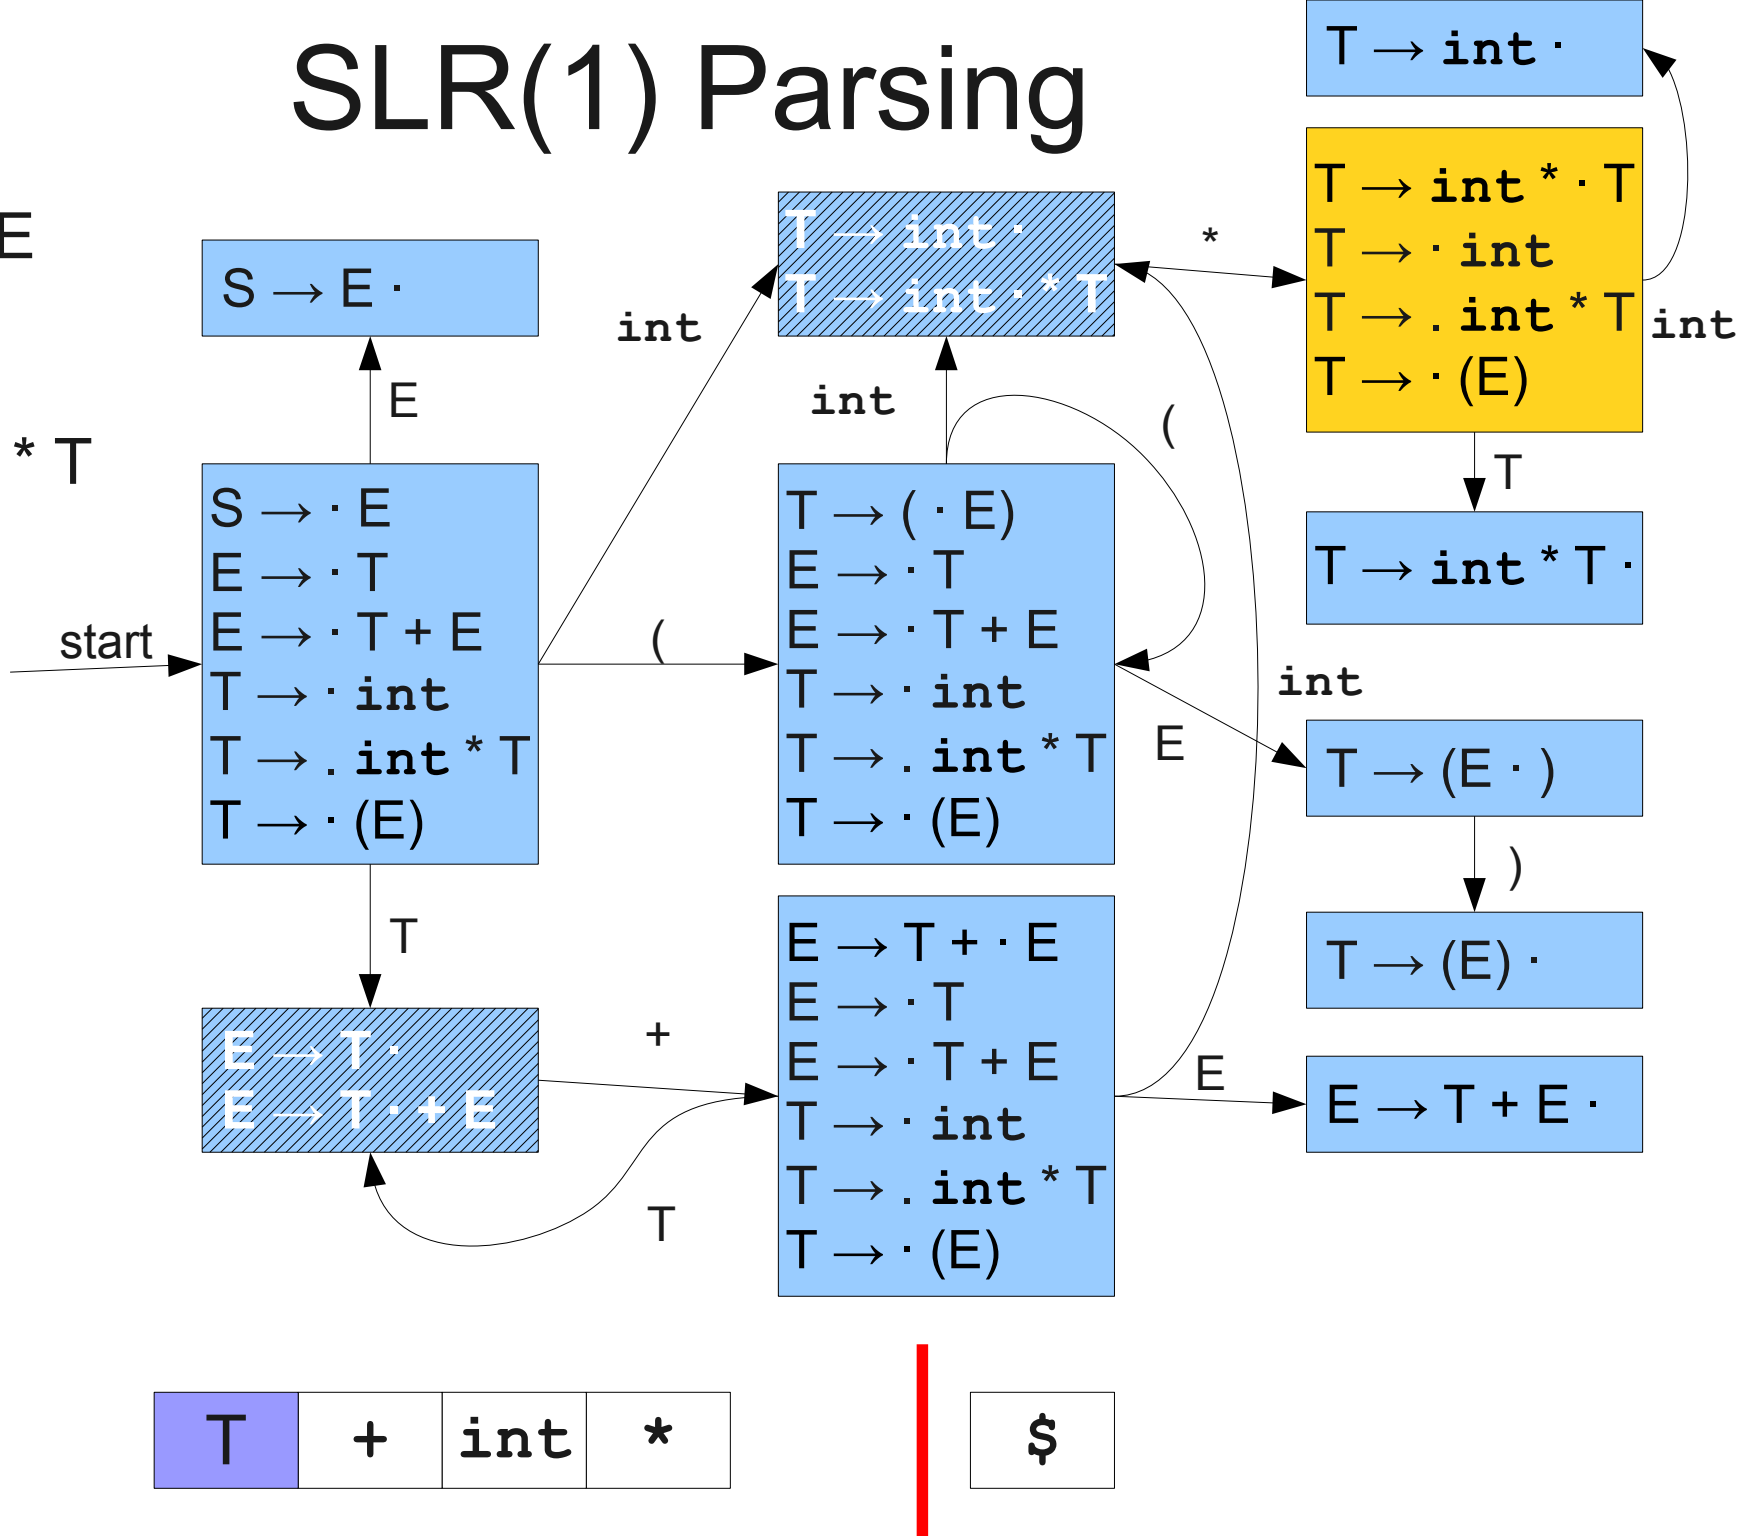 SLR(1) Parsing
E
* T
T → int ·
T → int * · T
T → · int
T → . int * T
T → · (E)
int
T → int ·
T → int · * T
*
S → E ·
E
int
int
(
T
T → int * T ·
start
S → · E
E → · T
E → · T + E
T → · int
T → . int * T
T → · (E)
(
T → ( · E)
E → · T
E → · T + E
T → · int
T → . int * T
T → · (E)
int
E
T → (E · )
)
T → (E) ·
T
E → T ·
E → T · + E
+
T
E → T + · E
E → · T
E → · T + E
T → · int
T → . int * T
T → · (E)
E
E → T + E ·
T + int * $